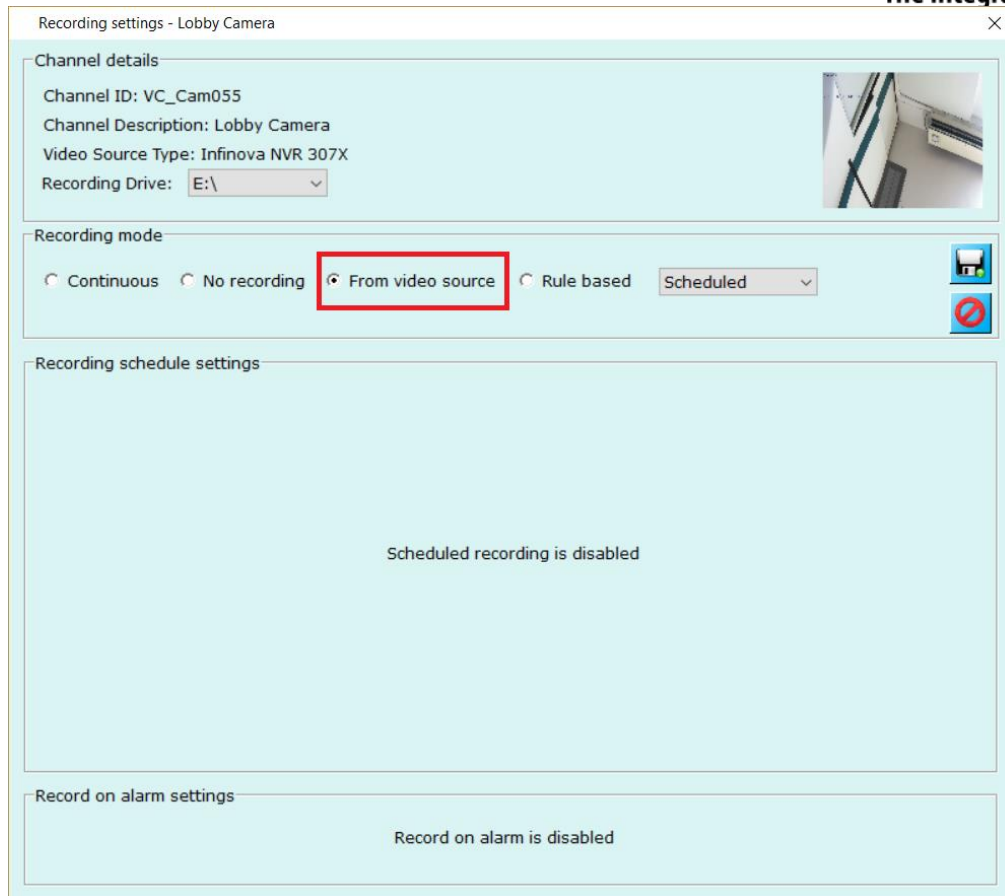 Recording settings - Lobby Camera
Channel details
Channel ID: VC_Cam055
Channel Description: Lobby Camera
Video Source Type: Infinova NVR 307X
Recording Drive: E:\
Recording mode
Continuous No recording From video source Rule based Scheduled
Recording schedule settings
Scheduled recording is disabled
Record on alarm settings
Record on alarm is disabled